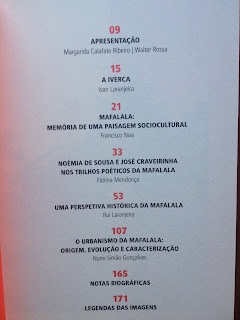 09
APRESENTAÇÃO
Margarida Calafate Ribeiro | Walter Rossa
15
A IVERCA
Ivan Laranjeira
21
MAFALALA:
MEMÓRIA DE UMA PAISAGEM SOCIOCULTURAL
Francisco Noa
33
NOÉMIA DE SOUSA E JOSÉ CRAVEIRINHA
NOS TRILHOS POÉTICOS DA MAFALALA
Fátima Mendonça
53
UMA PERSPETIVA HISTÓRICA DA MAFALALA
Rui Laranjeira
107
O URBANISMO DA MAFALALA:
ORIGEM, EVOLUÇÃO E CARACTERIZAÇÃO
Nuno Simão Gonçalves
165
NOTAS BIOGRÁFICAS
171
LEGENDAS DAS IMAGENS